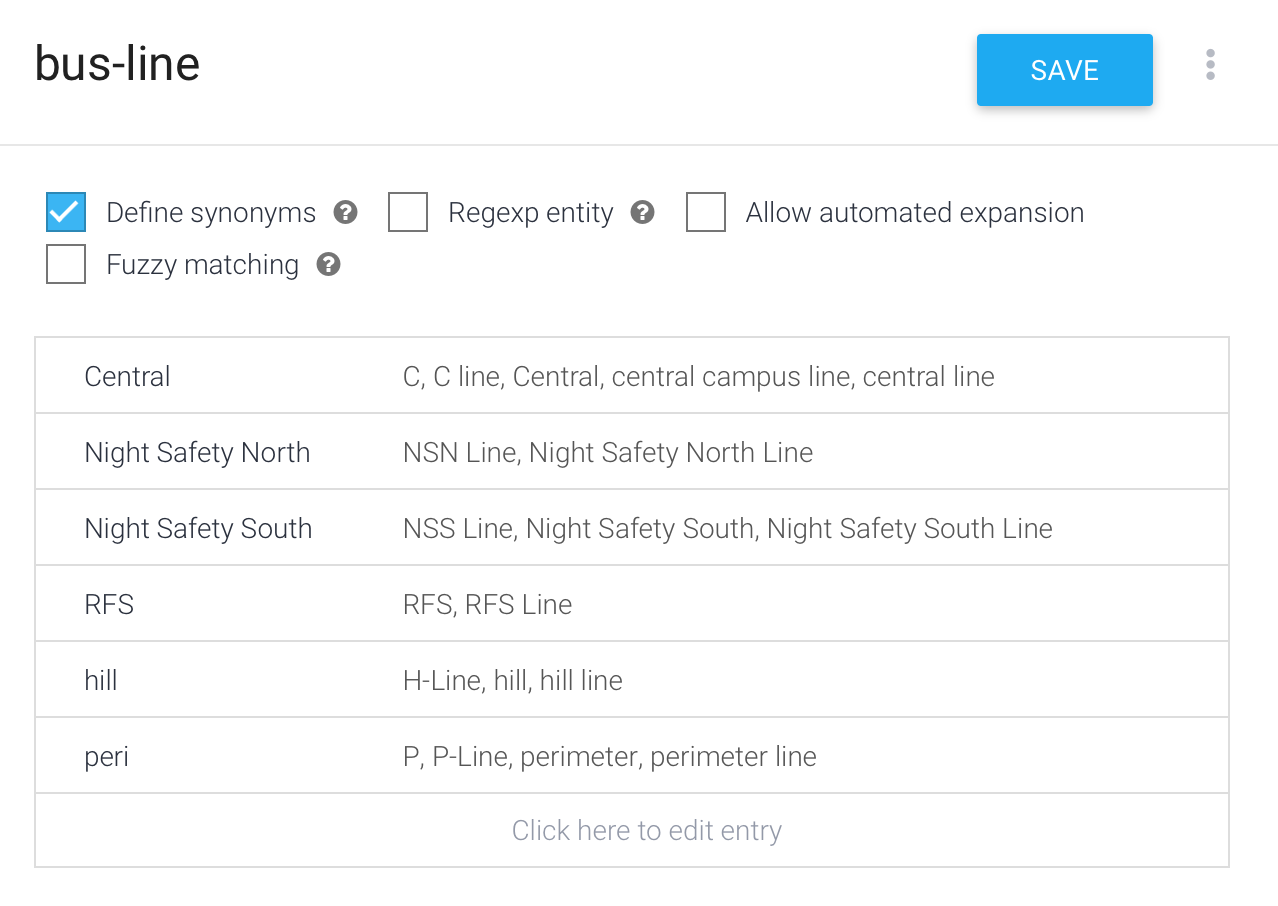 bus-line
SAVE
Define synonyms ? Regexp entity ? Allow automated expansion
Fuzzy matching ?
Central C, C line, Central, central campus line, central line
Night Safety North NSN Line, Night Safety North Line
Night Safety South NSS Line, Night Safety South, Night Safety South Line
RFS RFS, RFS Line
hill H-Line, hill, hill line
peri P, P-Line, perimeter, perimeter line
Click here to edit entry